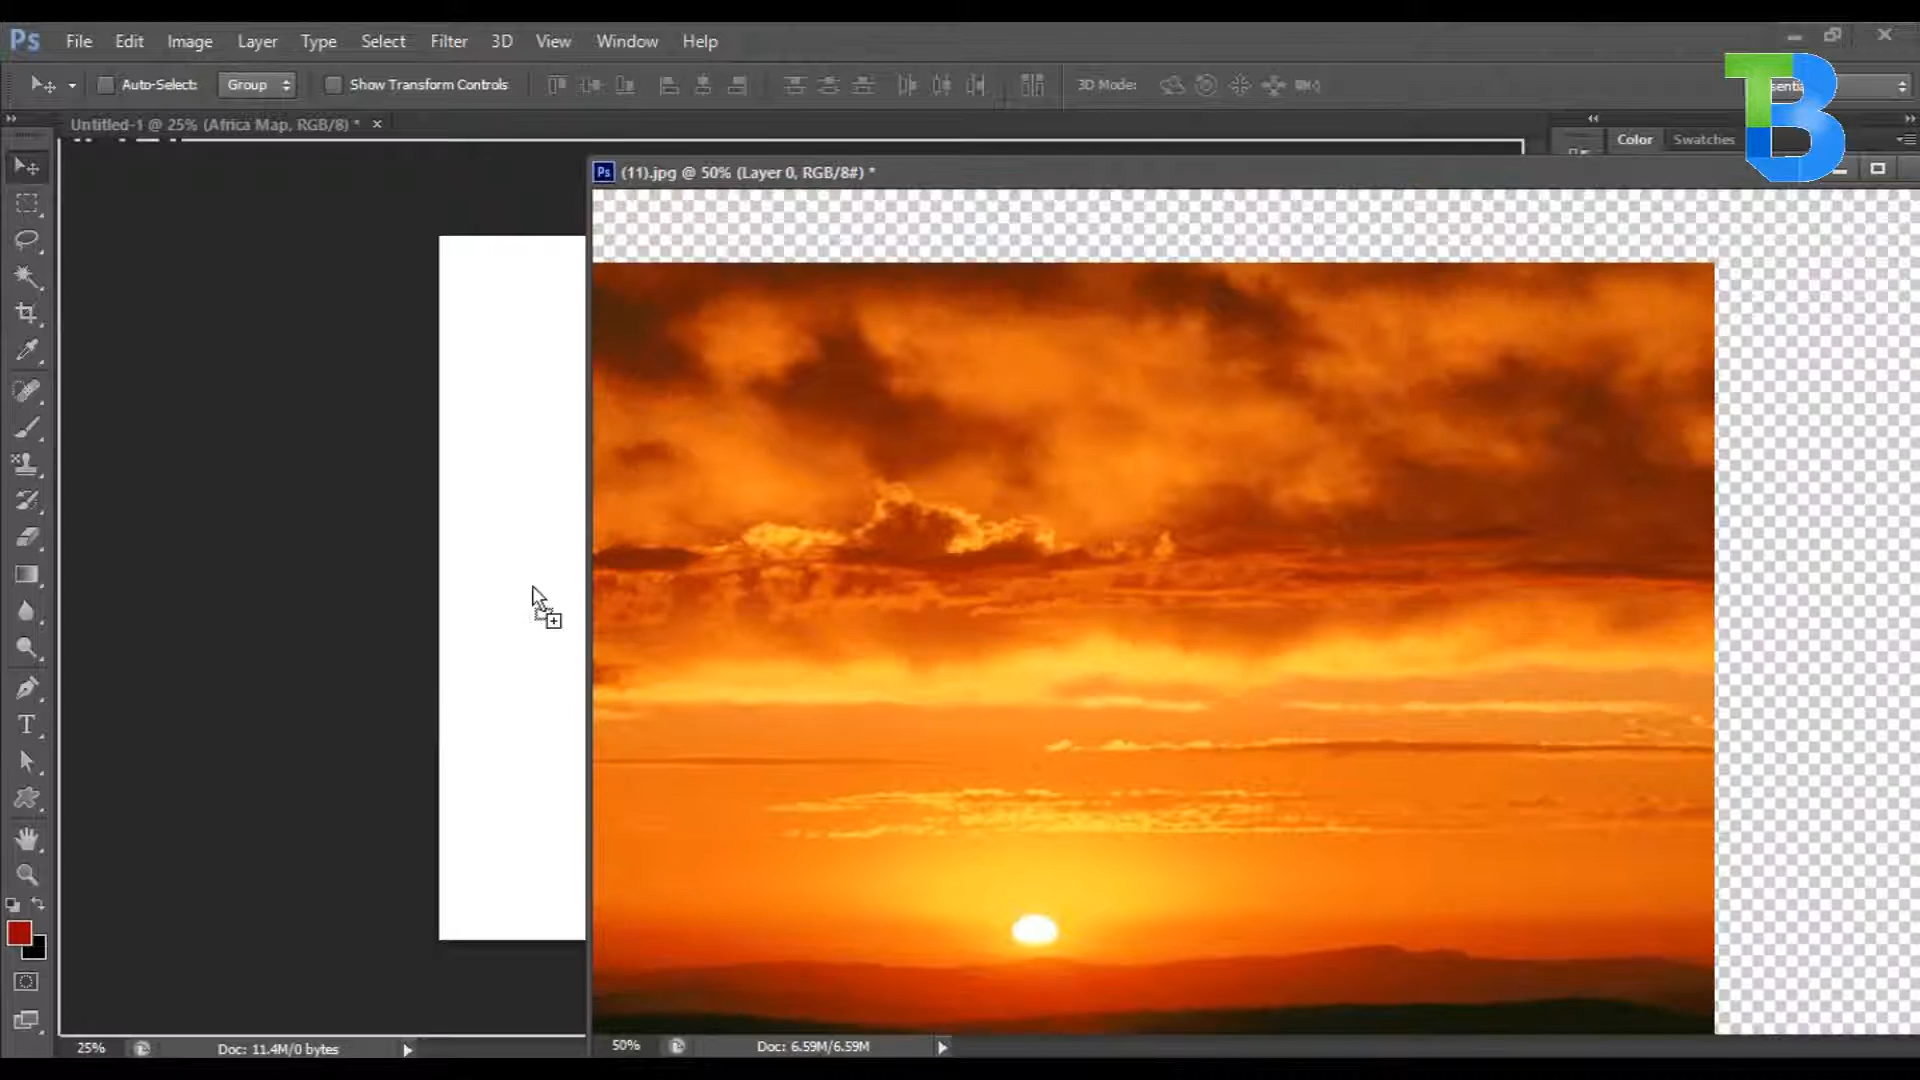 Ps File Edit Image Layer Type Select Filter 3D View Window Help
Auto-Select: Group Show Transform Controls 3D Mode:
Untitled-1 @ 25% (Africa Map, RGB/8) * ×
Color Swatches
TB
Ps (11).jpg @ 50% (Layer 0, RGB/8#) *
T
25% Doc: 11.4M/0 bytes
50% Doc: 6.59M/6.59M